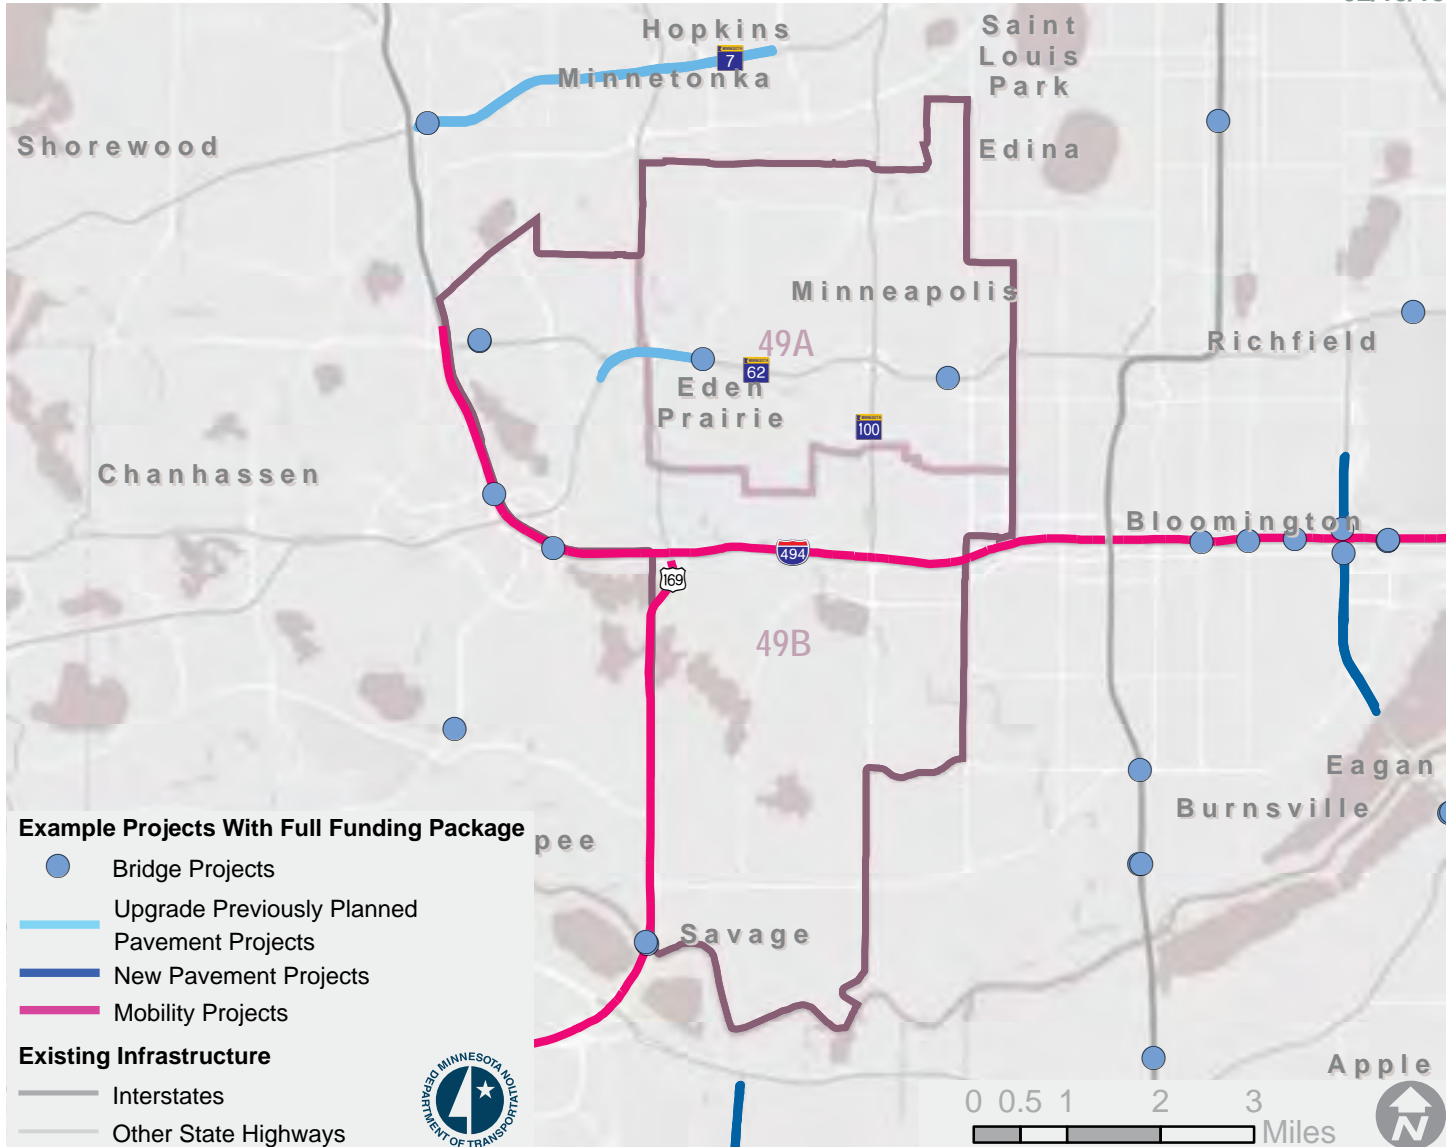 Hopkins
MINNESOTA
7
Minnetonka
Saint
Louis
Park
Shorewood
Edina
Minneapolis
49A
Richfield
62
Eden
Prairie
100
Chanhassen
Bloomington
494
169
49B
Eagan
Burnsville
pee
Savage
Apple
Example Projects With Full Funding Package
Bridge Projects
Upgrade Previously Planned
Pavement Projects
New Pavement Projects
Mobility Projects
Existing Infrastructure
Interstates
Other State Highways
MINNESOTA DEPARTMENT OF TRANSPORTATION
0 0.5 1 2 3
Miles
N